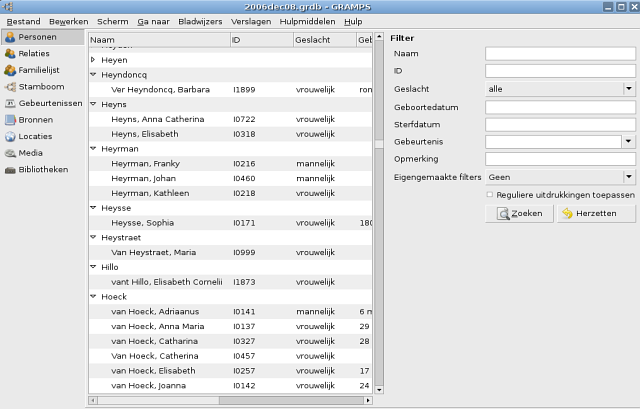 2006dec08.grdb - GRAMPS
Bestand Bewerken Scherm Ga naar Bladwijzers Verslagen Hulpmiddelen Hulp
Personen
Relaties
Familielijst
Stamboom
Gebeurtenissen
Bronnen
Locaties
Media
Bibliotheken
Naam ID Geslacht Geb
Heyen
Heyndoncq
Ver Heyndoncq, Barbara I1899 vrouwelijk ron
Heyns
Heyns, Anna Catherina I0722 vrouwelijk
Heyns, Elisabeth I0318 vrouwelijk
Heyrman
Heyrman, Franky I0216 mannelijk
Heyrman, Johan I0460 mannelijk
Heyrman, Kathleen I0218 vrouwelijk
Heysse
Heysse, Sophia I0171 vrouwelijk 180
Heystraet
Van Heystraet, Maria I0999 vrouwelijk
Hillo
vant Hillo, Elisabeth Cornelii I1873 vrouwelijk
Hoeck
van Hoeck, Adriaanus I0141 mannelijk 6 m
van Hoeck, Anna Maria I0137 vrouwelijk 29
van Hoeck, Catharina I0327 vrouwelijk 28
Van Hoeck, Catherina I0457 vrouwelijk
van Hoeck, Elisabeth I0257 vrouwelijk 17
van Hoeck, Joanna I0142 vrouwelijk 24
Filter
Naam
ID
Geslacht alle
Geboortedatum
Sterfdatum
Gebeurtenis
Opmerking
Eigengemaakte filters Geen
Reguliere uitdrukkingen toepassen
Zoeken Herzetten